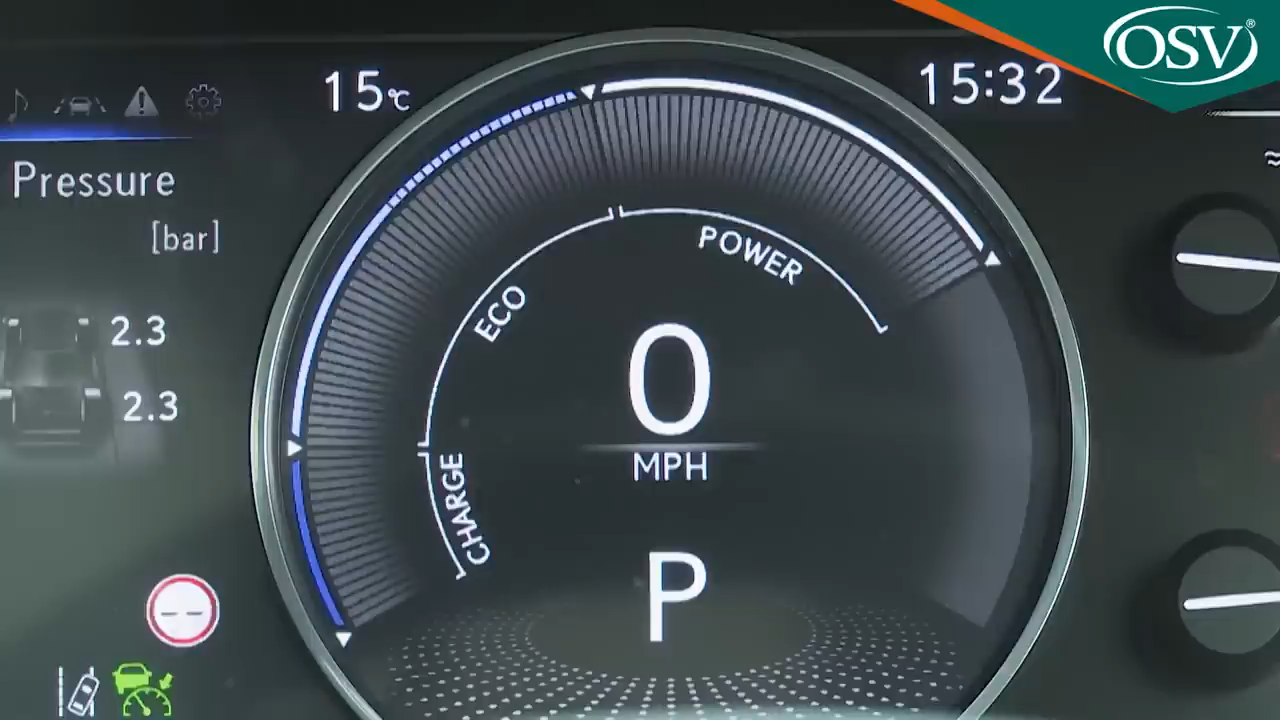 OSV®
15°C
15:32
Pressure
[bar]
2.3
2.3
POWER
ECO
CHARGE
0
MPH
P